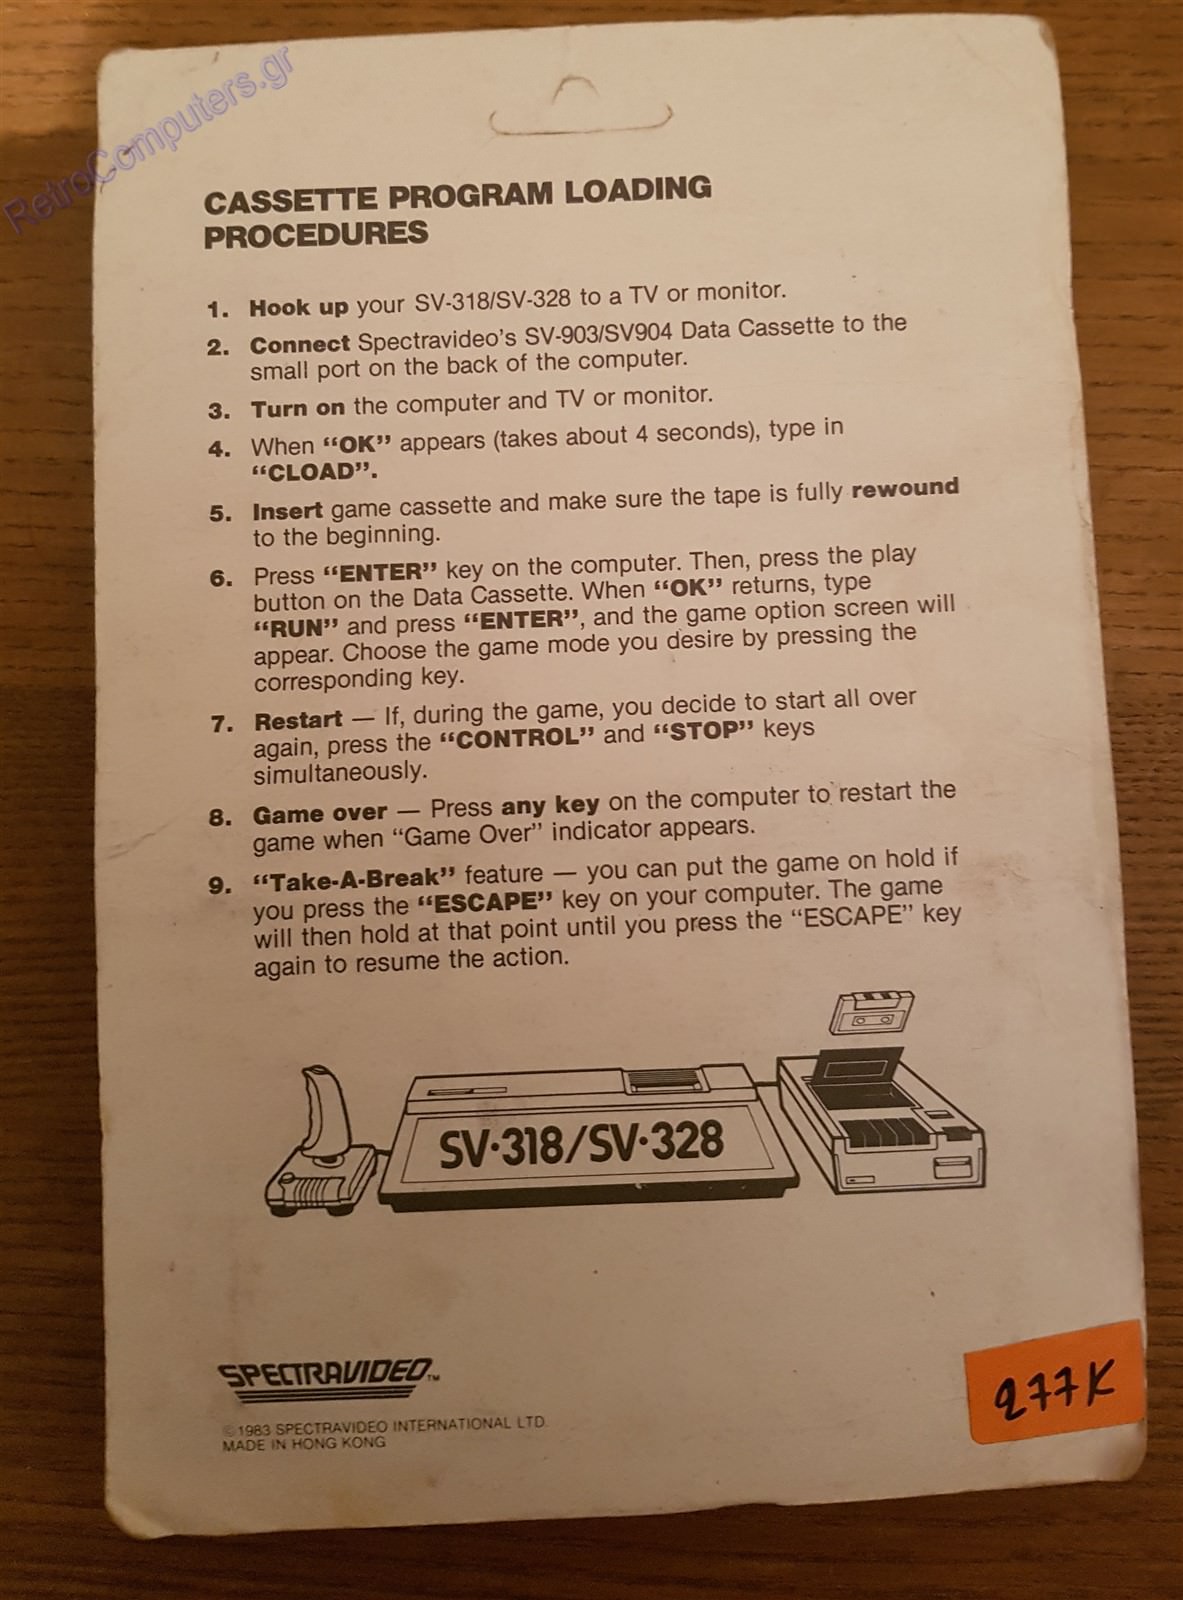 RetroComputers.gr
CASSETTE PROGRAM LOADING
PROCEDURES
1. Hook up your SV-318/SV-328 to a TV or monitor.
2. Connect Spectravideo's SV-903/SV904 Data Cassette to the
small port on the back of the computer.
3. Turn on the computer and TV or monitor.
4. When “OK” appears (takes about 4 seconds), type in
“CLOAD”.
5. Insert game cassette and make sure the tape is fully rewound
to the beginning.
6. Press “ENTER” key on the computer. Then, press the play
button on the Data Cassette. When “OK” returns, type
“RUN” and press “ENTER”, and the game option screen will
appear. Choose the game mode you desire by pressing the
corresponding key.
7. Restart — If, during the game, you decide to start all over
again, press the “CONTROL” and “STOP” keys
simultaneously.
8. Game over — Press any key on the computer to restart the
game when “Game Over” indicator appears.
9. “Take-A-Break” feature — you can put the game on hold if
you press the “ESCAPE” key on your computer. The game
will then hold at that point until you press the “ESCAPE” key
again to resume the action.
SV·318/SV·328
SPECTRAVIDEO™
© 1983 SPECTRAVIDEO INTERNATIONAL LTD.
MADE IN HONG KONG
277K